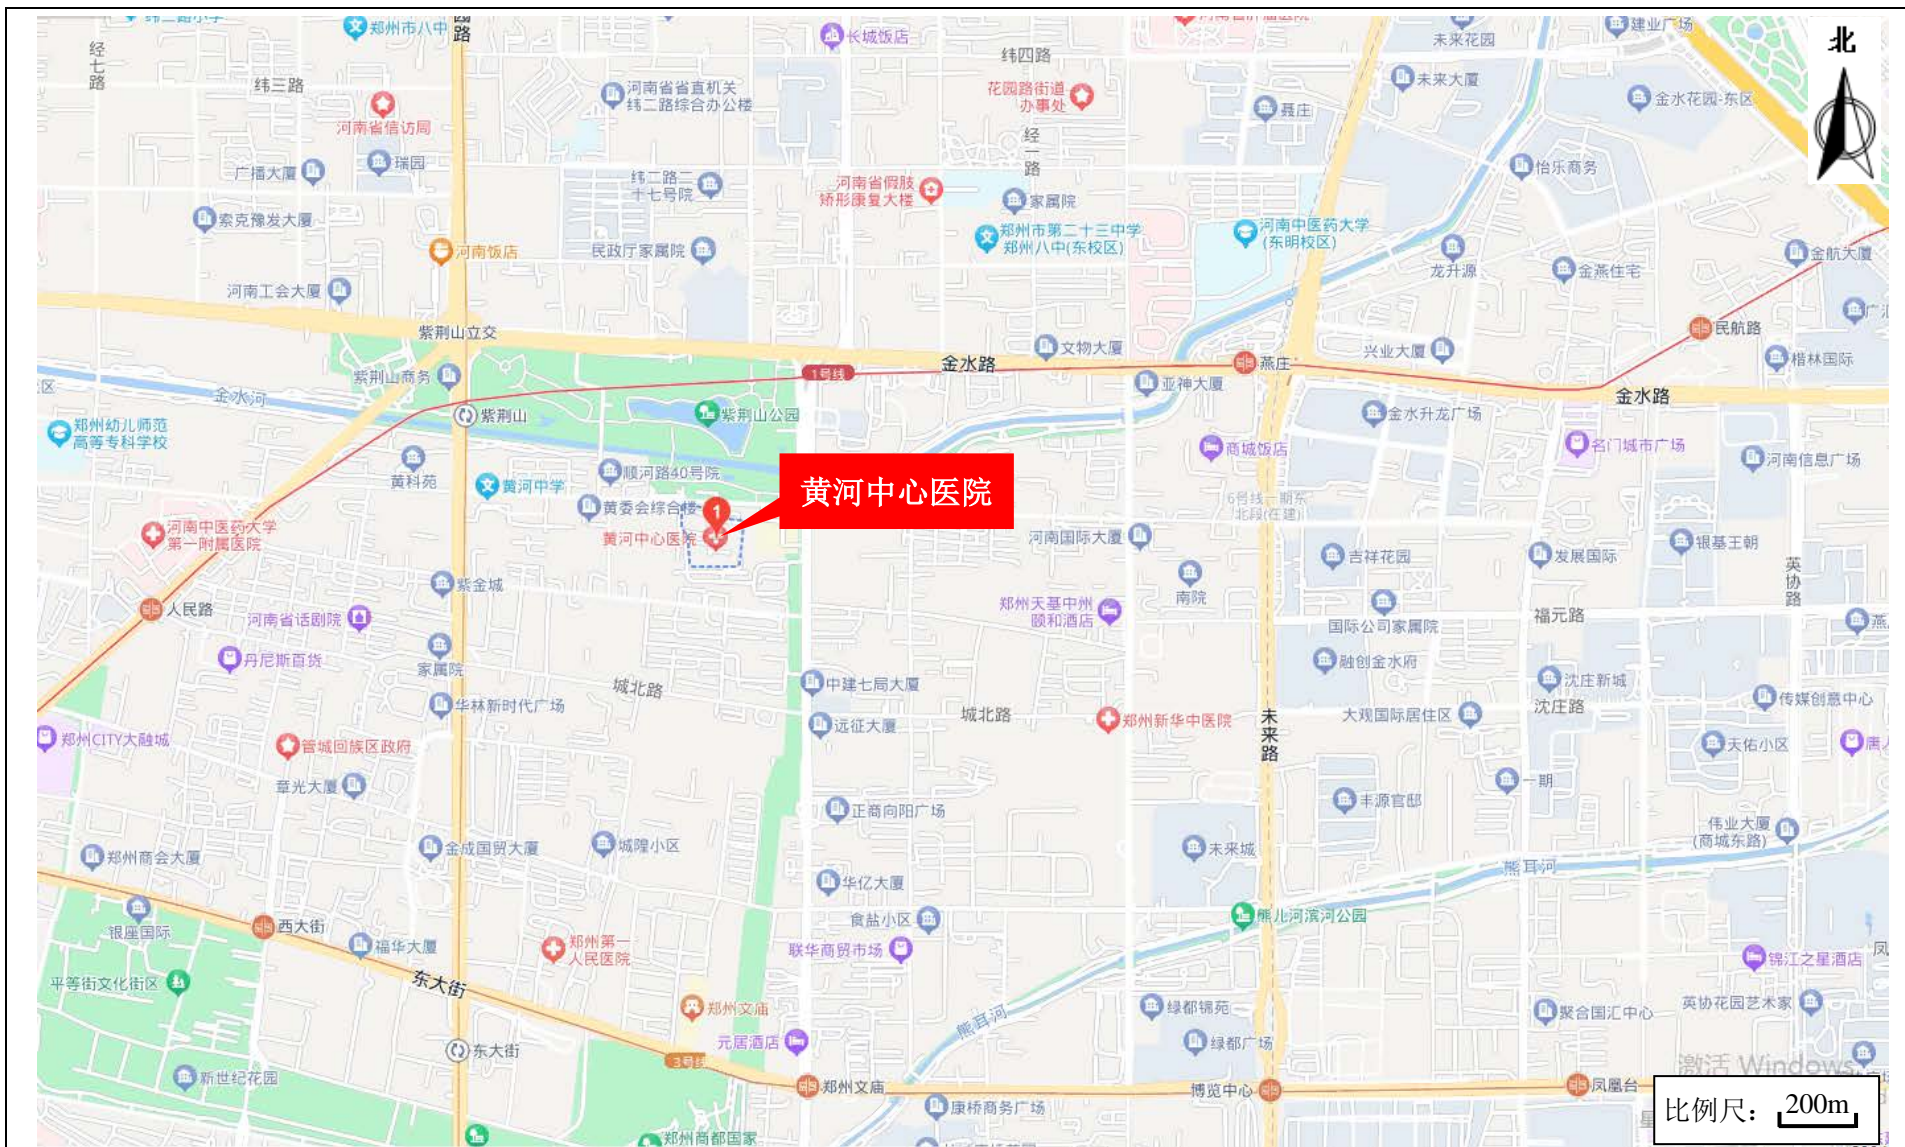 郑州市八中
长城饭店
建业广场
未来花园
北
经七路
纬三路
纬四路
河南省省直机关
纬二路综合办公楼
花园路街道
办事处
未来大厦
聂庄
金水花园-东区
河南省信访局
广播大厦
瑞园
经一路
纬二路二
十七号院
河南省假肢
矫形康复大楼
家属院
怡乐商务
索克豫发大厦
郑州市第二十三中学
郑州八中(东校区)
河南中医药大学
(东明校区)
河南饭店
民政厅家属院
龙升源
金燕住宅
金航大厦
河南工会大厦
紫荆山立交
文物大厦
金水路
燕庄
兴业大厦
民航路
楷林国际
紫荆山商务
1号线
亚神大厦
金水河
紫荆山
紫荆山公园
金水升龙广场
金水路
郑州幼儿师范
高等专科学校
商城饭店
名门城市广场
河南信息广场
黄科苑
黄河中学
顺河路40号院
黄河中心医院
6号线一期东
北段(在建)
黄委会综合楼
1
黄河中心医院
河南中医药大学
第一附属医院
河南国际大厦
吉祥花园
发展国际
银基王朝
英协路
紫金城
南院
人民路
河南省话剧院
郑州天基中州
颐和酒店
国际公司家属院
福元路
丹尼斯百货
家属院
融创金水府
城北路
中建七局大厦
沈庄新城
华林新时代广场
城北路
郑州新华中医院
未来路
大观国际居住区
沈庄路
传媒创意中心
远征大厦
郑州CITY大融城
管城回族区政府
天佑小区
章光大厦
一期
正商向阳广场
丰源官邸
伟业大厦
(商城东路)
郑州商会大厦
金成国贸大厦
城隍小区
未来城
熊耳河
华亿大厦
食盐小区
熊儿河滨河公园
银座国际
西大街
福华大厦
郑州第一
人民医院
联华商贸市场
锦江之星酒店
平等街文化街区
东大街
郑州文庙
熊耳河
绿都锦苑
聚合国汇中心
英协花园艺术家
元居酒店
绿都广场
东大街
3号线
激活 Windows
新世纪花园
郑州文庙
博览中心
凤凰台
康桥商务广场
比例尺：
200m
郑州商都国家